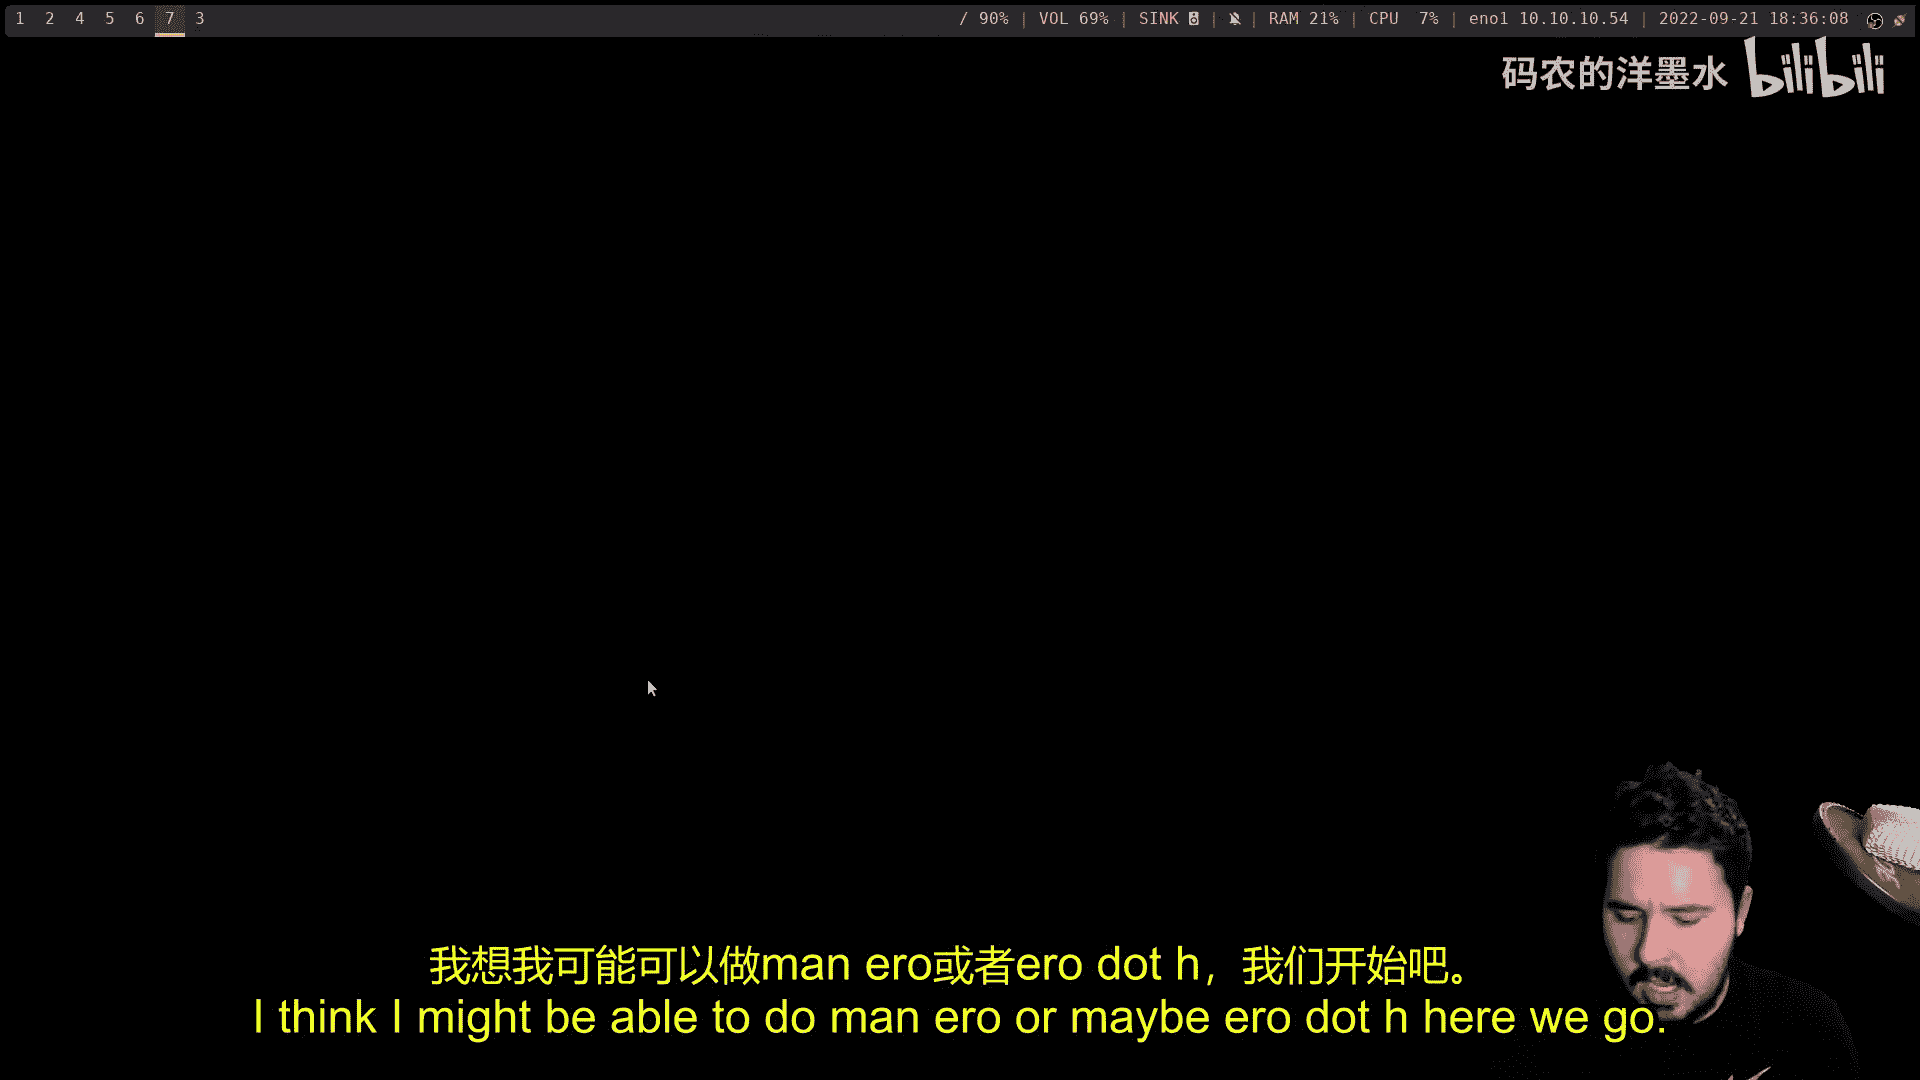 1 2 4 5 6 7 3
/ 90% | VOL 69% | SINK | | RAM 21% | CPU 7% | eno1 10.10.10.54 | 2022-09-21 18:36:08
码农的洋墨水 bilibili
我想我可能可以做man ero或者ero dot h，我们开始吧。
I think I might be able to do man ero or maybe ero dot h here we go.